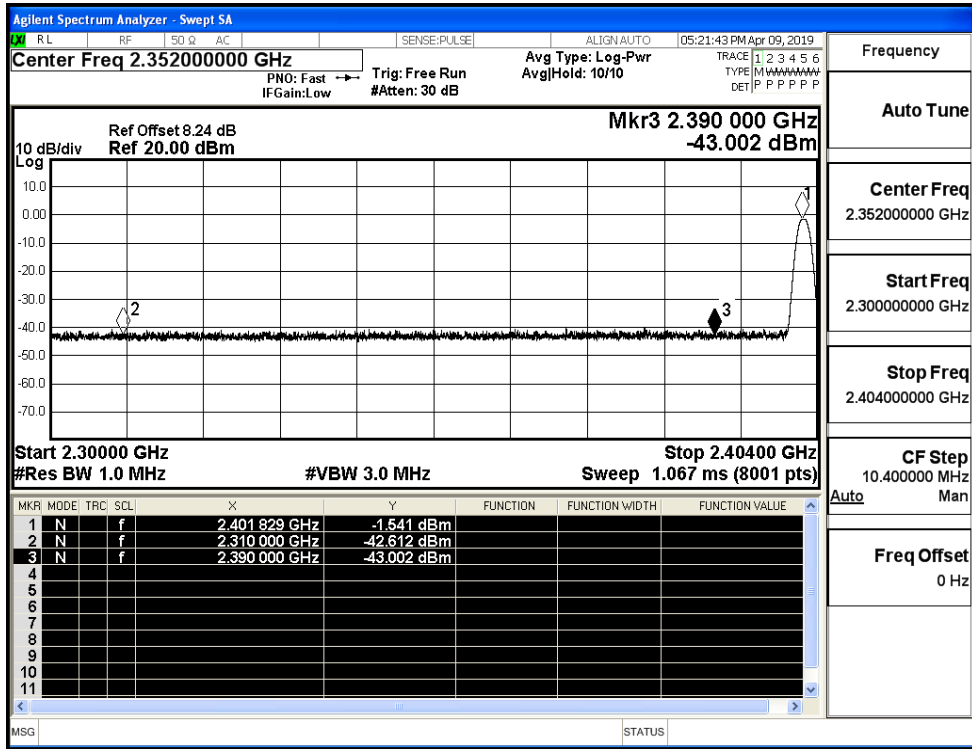 Agilent Spectrum Analyzer - Swept SA
LXI RL RF 50 Ω AC SENSE:PULSE ALIGN AUTO 05:21:43 PM Apr 09, 2019
Center Freq 2.352000000 GHz
PNO: Fast
IFGain:Low
Trig: Free Run
#Atten: 30 dB
Avg Type: Log-Pwr
Avg|Hold: 10/10
TRACE 1 2 3 4 5 6
TYPE M WWWWW
DET P P P P P P
Ref Offset 8.24 dB
10 dB/div Ref 20.00 dBm
Log
Mkr3 2.390 000 GHz
-43.002 dBm
10.0
0.00
-10.0
-20.0
-30.0
-40.0
-50.0
-60.0
-70.0
1
2
3
Start 2.30000 GHz Stop 2.40400 GHz
#Res BW 1.0 MHz #VBW 3.0 MHz Sweep 1.067 ms (8001 pts)
MKR MODE TRC SCL X Y FUNCTION FUNCTION WIDTH FUNCTION VALUE
1 N f 2.401 829 GHz -1.541 dBm
2 N f 2.310 000 GHz -42.612 dBm
3 N f 2.390 000 GHz -43.002 dBm
4
5
6
7
8
9
10
11
MSG STATUS
Frequency
Auto Tune
Center Freq
2.352000000 GHz
Start Freq
2.300000000 GHz
Stop Freq
2.404000000 GHz
CF Step
10.400000 MHz
Auto Man
Freq Offset
0 Hz